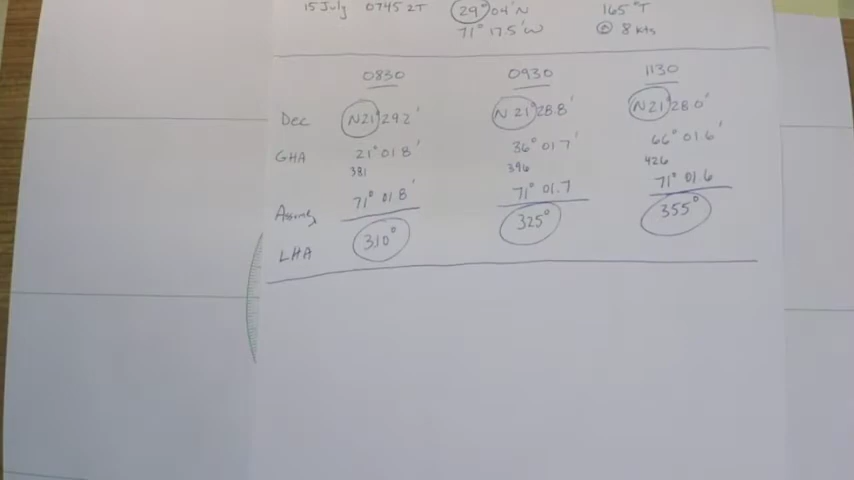 15 July 0745 ZT 29° 04'N 165 °T
71° 17.5'W @ 8 kts
0830 0930 1130
Dec N21° 29.2' N 21° 28.8' N21° 28.0'
GHA 21° 01.8' 36° 01.7' 66° 01.6'
381 396 426
71° 01.8' 71° 01.7 71° 01.6
LHA 310° 325° 355°